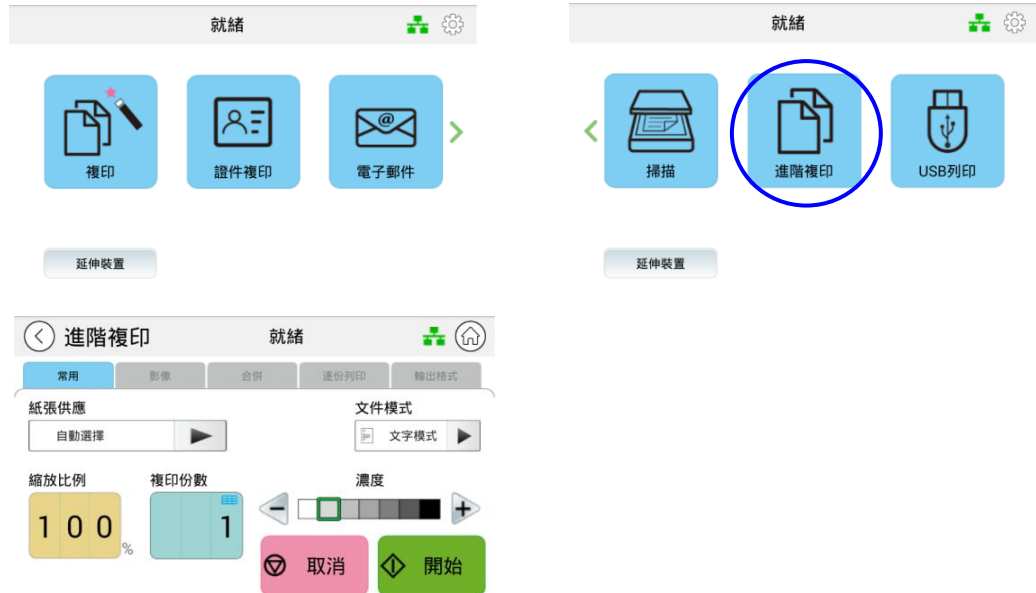 就緒
複印
證件複印
電子郵件
延伸裝置
就緒
掃描
進階複印
USB列印
延伸裝置
進階複印 就緒
常用 影像 合併 逐份列印 輸出格式
紙張供應 文件模式
自動選擇 文字模式
縮放比例 複印份數 濃度
100 % 1
取消 開始